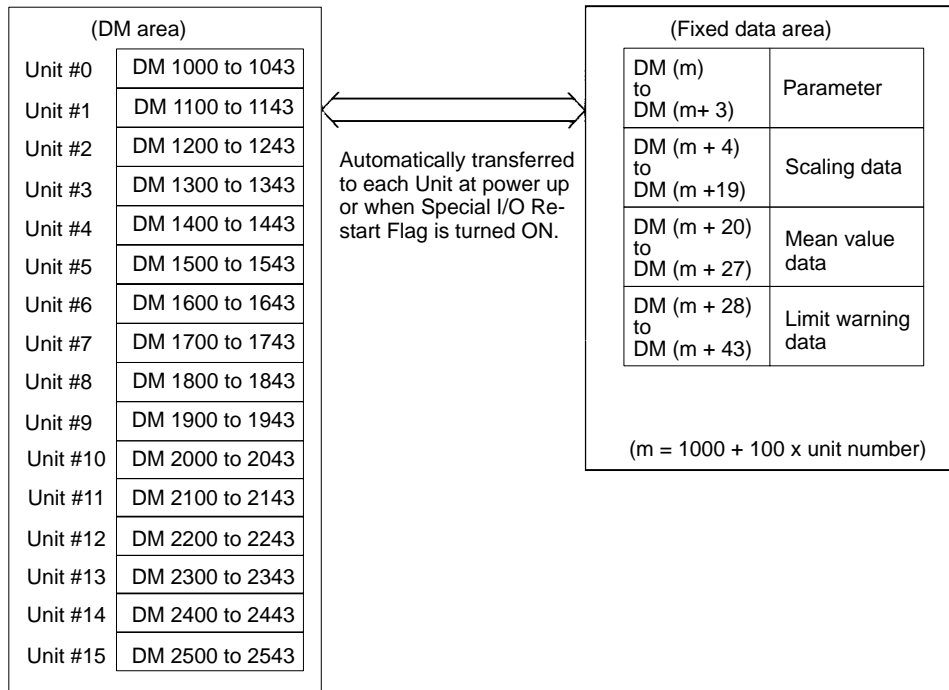 (DM area)
Unit #0 DM 1000 to 1043
Unit #1 DM 1100 to 1143
Unit #2 DM 1200 to 1243
Unit #3 DM 1300 to 1343
Unit #4 DM 1400 to 1443
Unit #5 DM 1500 to 1543
Unit #6 DM 1600 to 1643
Unit #7 DM 1700 to 1743
Unit #8 DM 1800 to 1843
Unit #9 DM 1900 to 1943
Unit #10 DM 2000 to 2043
Unit #11 DM 2100 to 2143
Unit #12 DM 2200 to 2243
Unit #13 DM 2300 to 2343
Unit #14 DM 2400 to 2443
Unit #15 DM 2500 to 2543
Automatically transferred
to each Unit at power up
or when Special I/O Re-
start Flag is turned ON.
(Fixed data area)
DM (m)
to
DM (m+ 3)
Parameter
DM (m + 4)
to
DM (m +19)
Scaling data
DM (m + 20)
to
DM (m + 27)
Mean value
data
DM (m + 28)
to
DM (m + 43)
Limit warning
data
(m = 1000 + 100 x unit number)